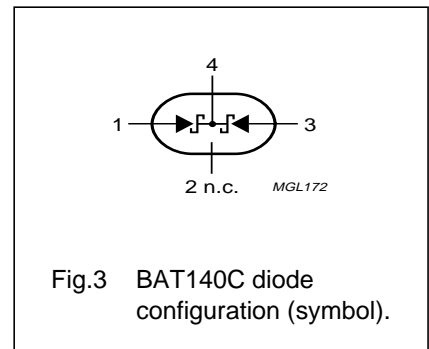 4
1 3
2 n.c. MGL172
Fig.3 BAT140C diode
configuration (symbol).